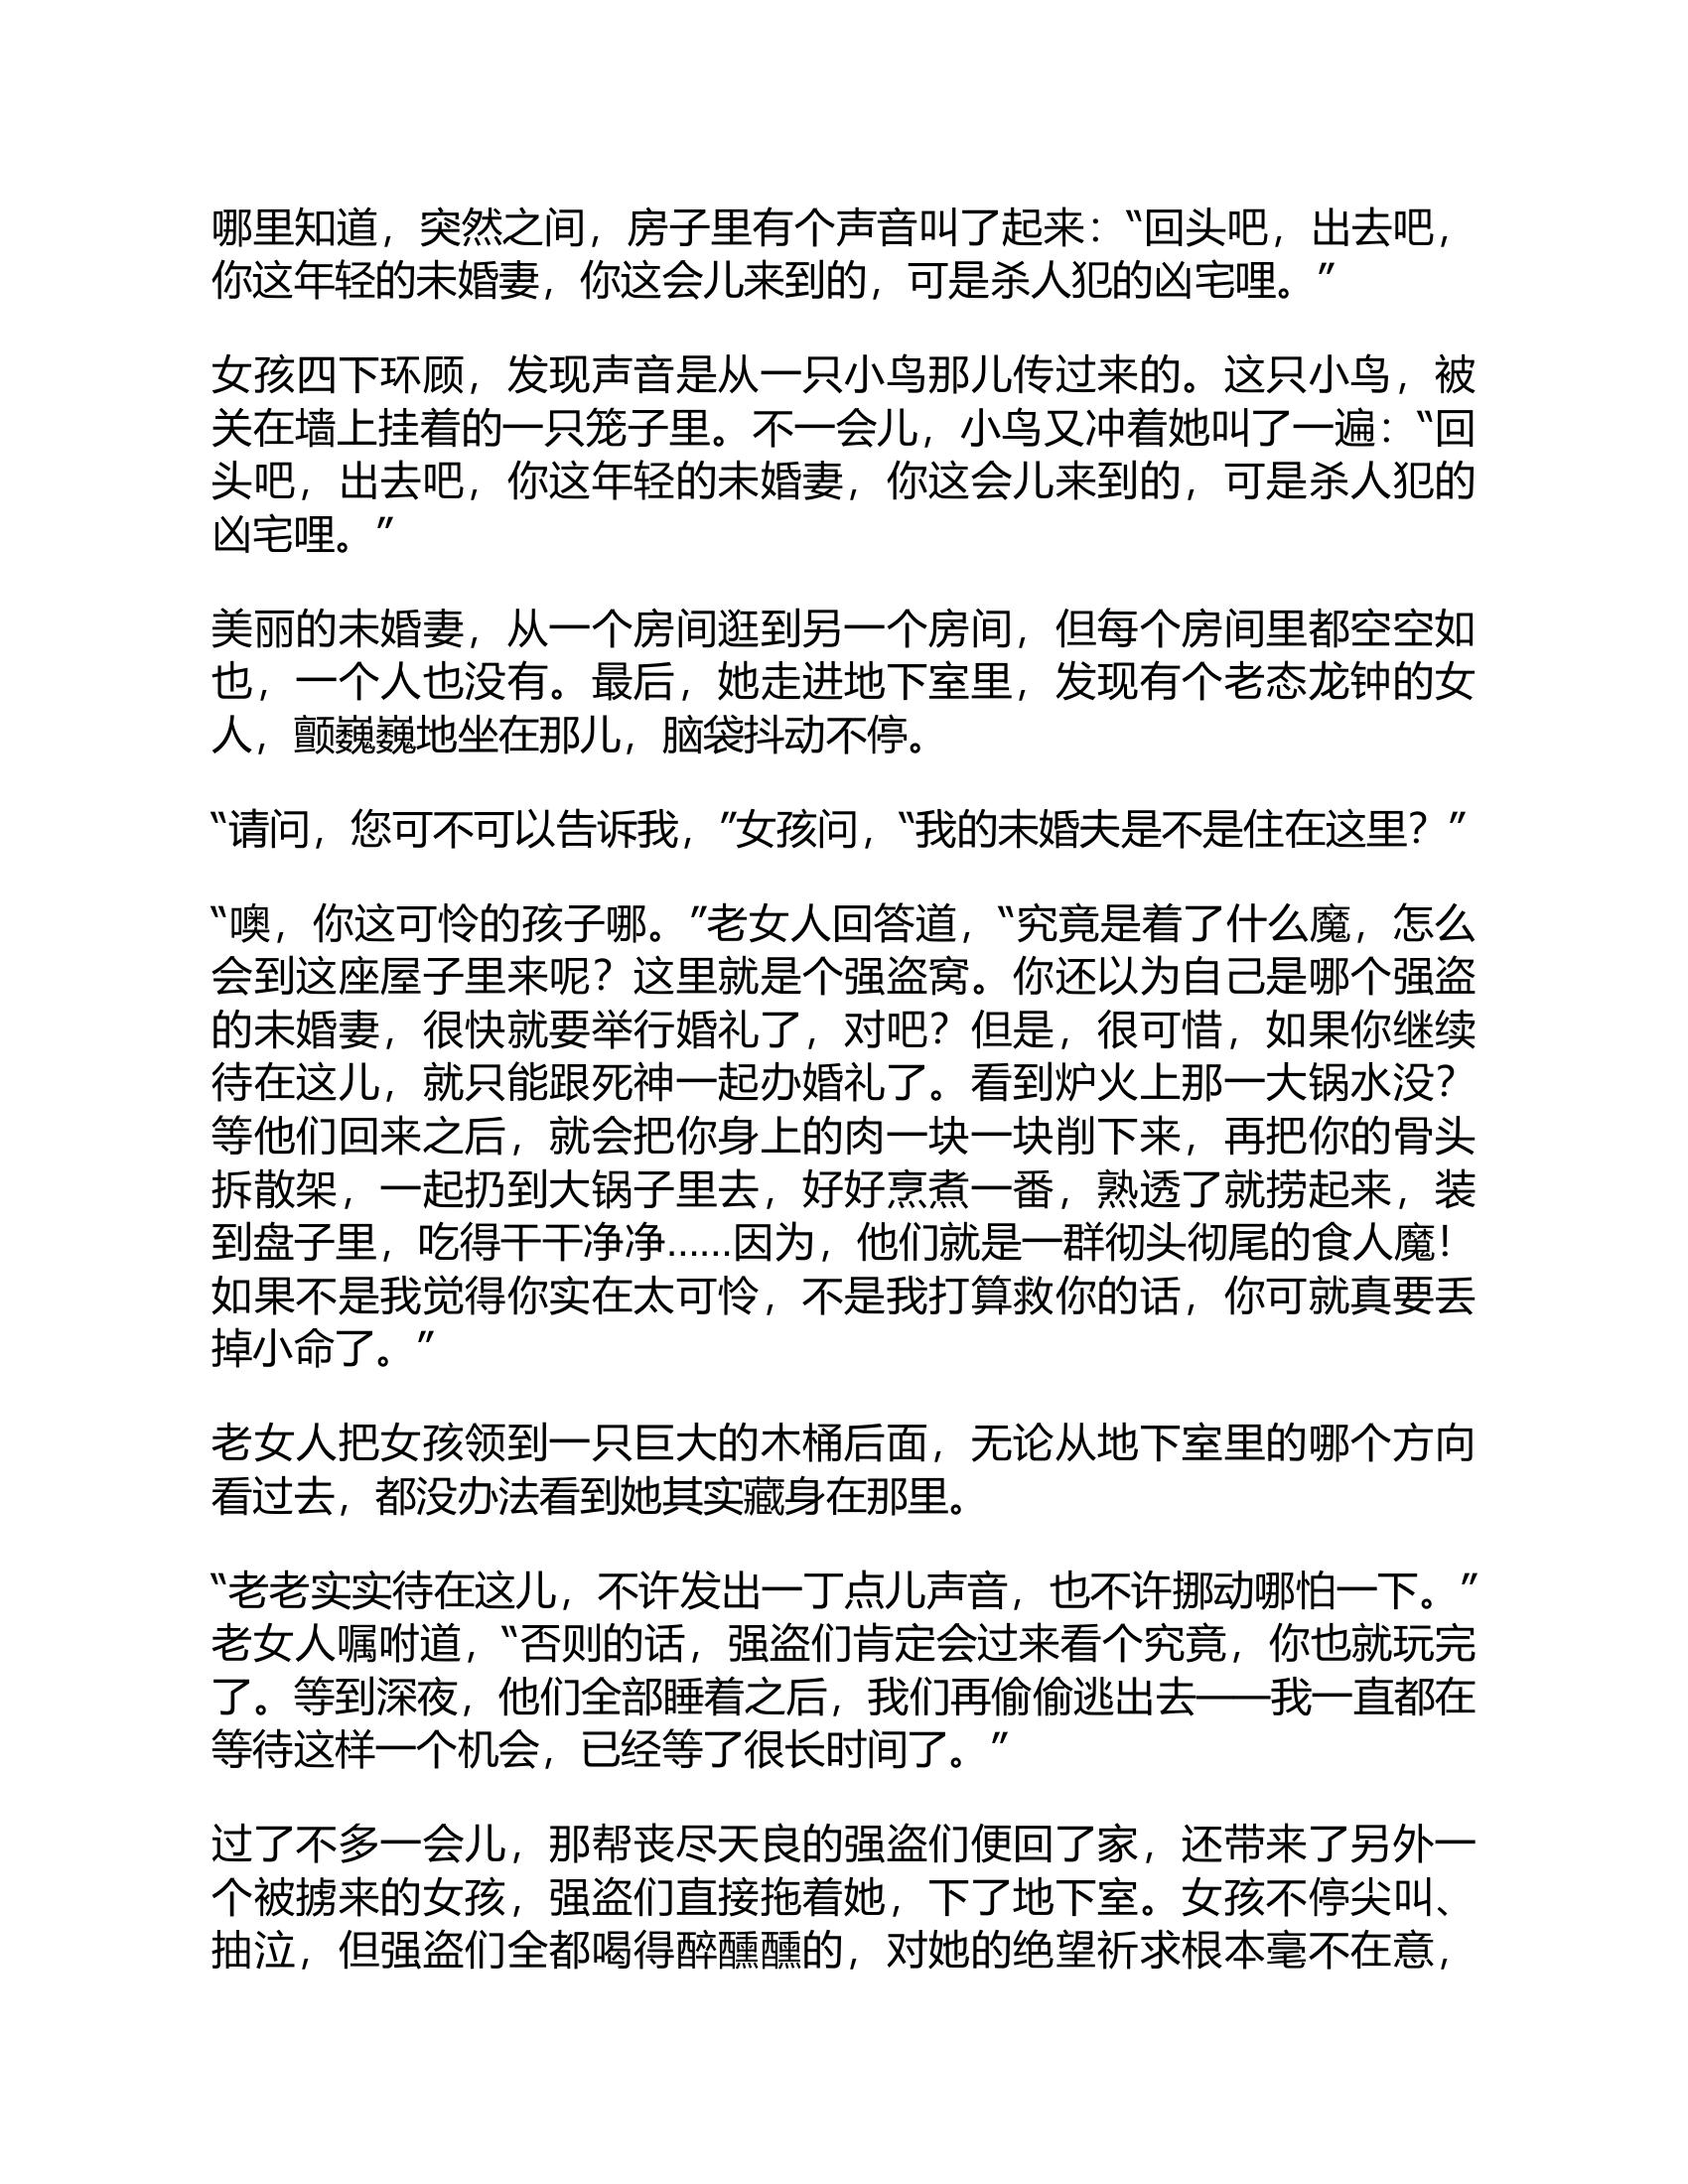 哪里知道，突然之间，房子里有个声音叫了起来：“回头吧，出去吧，
你这年轻的未婚妻，你这会儿来到的，可是杀人犯的凶宅哩。”
女孩四下环顾，发现声音是从一只小鸟那儿传过来的。这只小鸟，被
关在墙上挂着的一只笼子里。不一会儿，小鸟又冲着她叫了一遍：“回
头吧，出去吧，你这年轻的未婚妻，你这会儿来到的，可是杀人犯的
凶宅哩。”
美丽的未婚妻，从一个房间逛到另一个房间，但每个房间里都空空如
也，一个人也没有。最后，她走进地下室里，发现有个老态龙钟的女
人，颤巍巍地坐在那儿，脑袋抖动不停。
“请问，您可不可以告诉我，”女孩问，“我的未婚夫是不是住在这里？”
“噢，你这可怜的孩子哪。”老女人回答道，“究竟是着了什么魔，怎么
会到这座屋子里来呢？这里就是个强盗窝。你还以为自己是哪个强盗
的未婚妻，很快就要举行婚礼了，对吧？但是，很可惜，如果你继续
待在这儿，就只能跟死神一起办婚礼了。看到炉火上那一大锅水没？
等他们回来之后，就会把你身上的肉一块一块削下来，再把你的骨头
拆散架，一起扔到大锅子里去，好好烹煮一番，熟透了就捞起来，装
到盘子里，吃得干干净净……因为，他们就是一群彻头彻尾的食人魔！
如果不是我觉得你实在太可怜，不是我打算救你的话，你可就真要丢
掉小命了。”
老女人把女孩领到一只巨大的木桶后面，无论从地下室里的哪个方向
看过去，都没办法看到她其实藏身在那里。
“老老实实待在这儿，不许发出一丁点儿声音，也不许挪动哪怕一下。”
老女人嘱咐道，“否则的话，强盗们肯定会过来看个究竟，你也就玩完
了。等到深夜，他们全部睡着之后，我们再偷偷逃出去——我一直都在
等待这样一个机会，已经等了很长时间了。”
过了不多一会儿，那帮丧尽天良的强盗们便回了家，还带来了另外一
个被掳来的女孩，强盗们直接拖着她，下了地下室。女孩不停尖叫、
抽泣，但强盗们全都喝得醉醺醺的，对她的绝望祈求根本毫不在意，